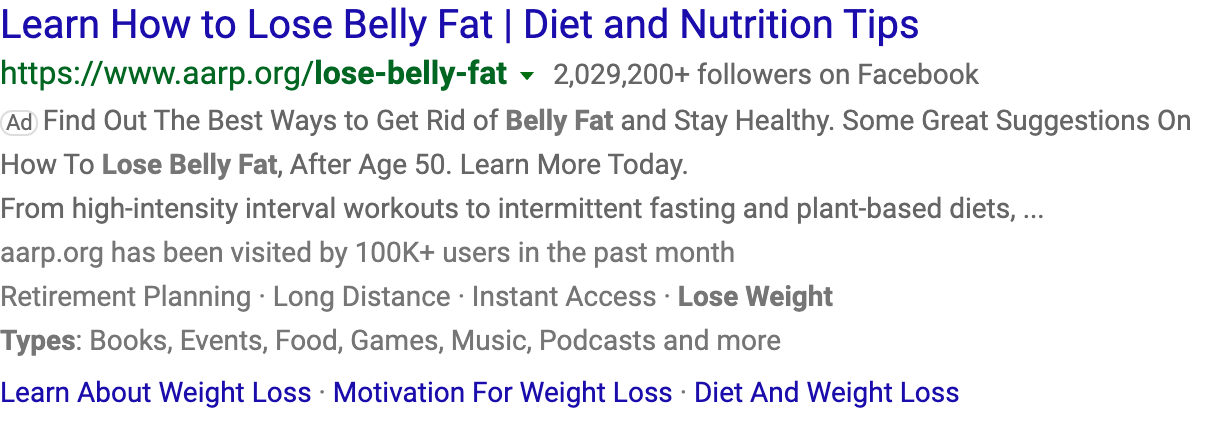 Learn How to Lose Belly Fat | Diet and Nutrition Tips
https://www.aarp.org/lose-belly-fat 2,029,200+ followers on Facebook
Ad Find Out The Best Ways to Get Rid of Belly Fat and Stay Healthy. Some Great Suggestions On
How To Lose Belly Fat, After Age 50. Learn More Today.
From high-intensity interval workouts to intermittent fasting and plant-based diets, ...
aarp.org has been visited by 100K+ users in the past month
Retirement Planning · Long Distance · Instant Access · Lose Weight
Types: Books, Events, Food, Games, Music, Podcasts and more
Learn About Weight Loss · Motivation For Weight Loss · Diet And Weight Loss